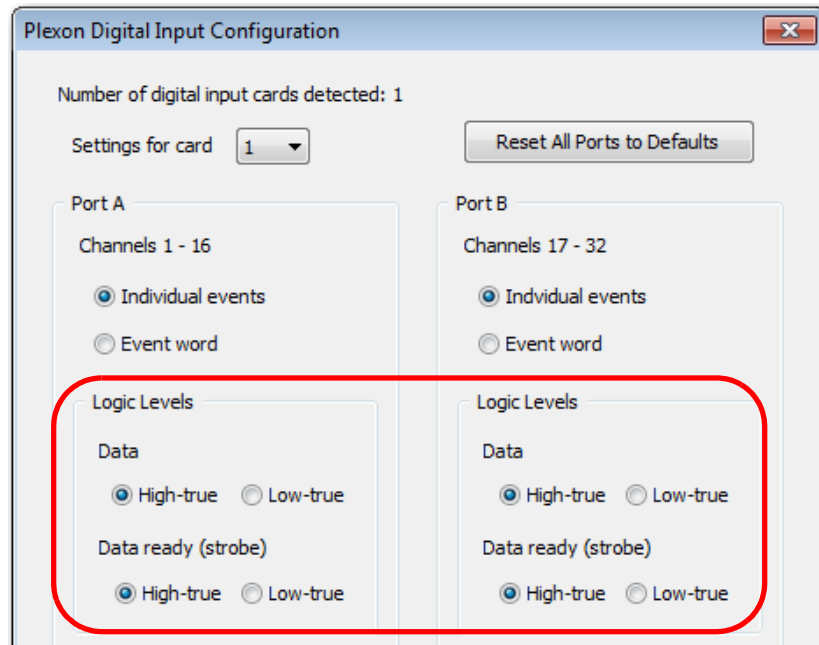 Plexon Digital Input Configuration
Number of digital input cards detected: 1
Settings for card 1
Reset All Ports to Defaults
Port A
Channels 1 - 16
Individual events
Event word
Logic Levels
Data
High-true Low-true
Data ready (strobe)
High-true Low-true
Port B
Channels 17 - 32
Indvidual events
Event word
Logic Levels
Data
High-true Low-true
Data ready (strobe)
High-true Low-true